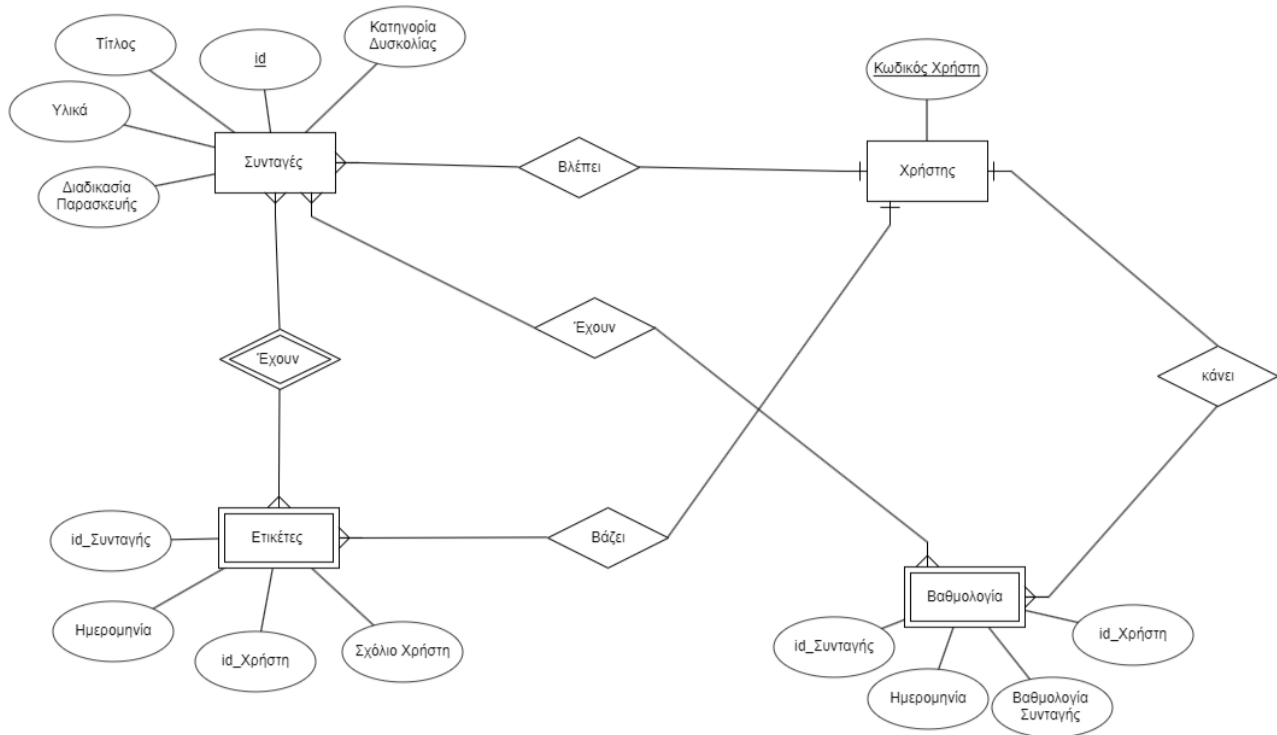 Τίτλος
id
Κατηγορία
Δυσκολίας
Κωδικός Χρήστη
Υλικά
Συνταγές
Βλέπει
Χρήστης
Διαδικασία
Παρασκευής
Έχουν
Έχουν
κάνει
id_Συνταγής
Ετικέτες
Βάζει
Βαθμολογία
Ημερομηνία
id_Χρήστη
Σχόλιο Χρήστη
id_Συνταγής
id_Χρήστη
Ημερομηνία
Βαθμολογία
Συνταγής